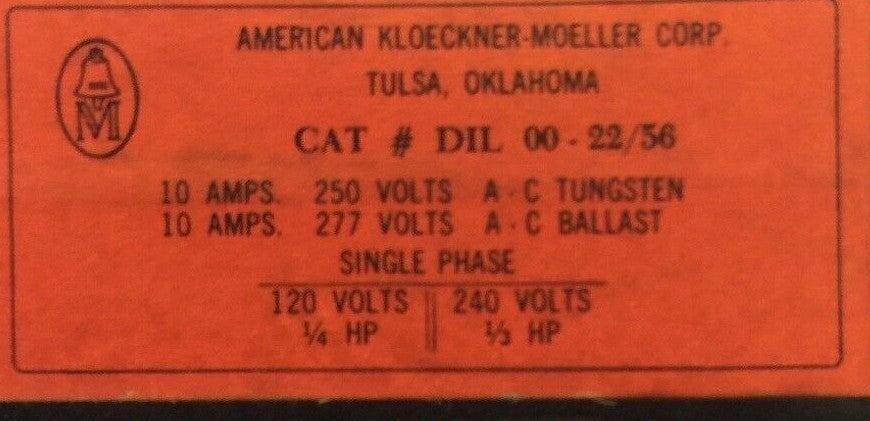 AMERICAN KLOECKNER-MOELLER CORP.
TULSA, OKLAHOMA
M
CAT # DIL 00 - 22/56
10 AMPS. 250 VOLTS A-C TUNGSTEN
10 AMPS. 277 VOLTS A-C BALLAST
SINGLE PHASE
120 VOLTS || 240 VOLTS
¼ HP || ⅓ HP